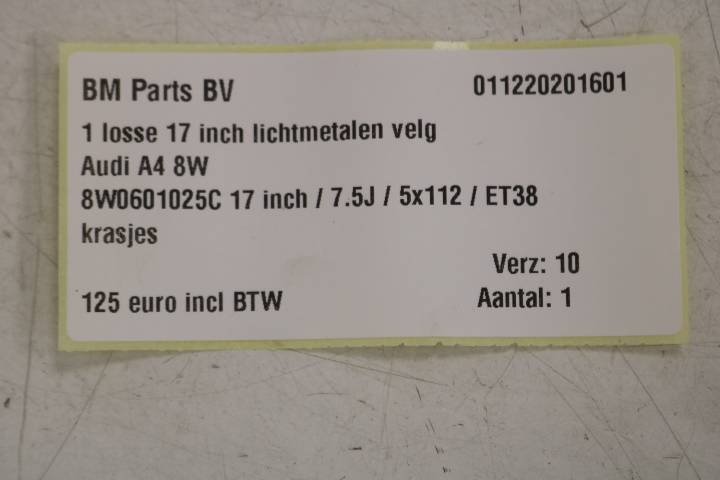 BM Parts BV 011220201601
1 losse 17 inch lichtmetalen velg
Audi A4 8W
8W0601025C 17 inch / 7.5J / 5x112 / ET38
krasjes
Verz: 10
125 euro incl BTW Aantal: 1